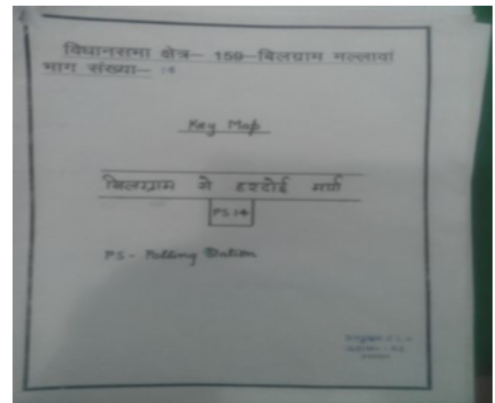 विधानसभा क्षेत्र— 159—बिलग्राम मल्लावां
भाग संख्या— 14
Key Map
बिलग्राम से हरदोई मार्ग
PS 14
PS - Polling Station